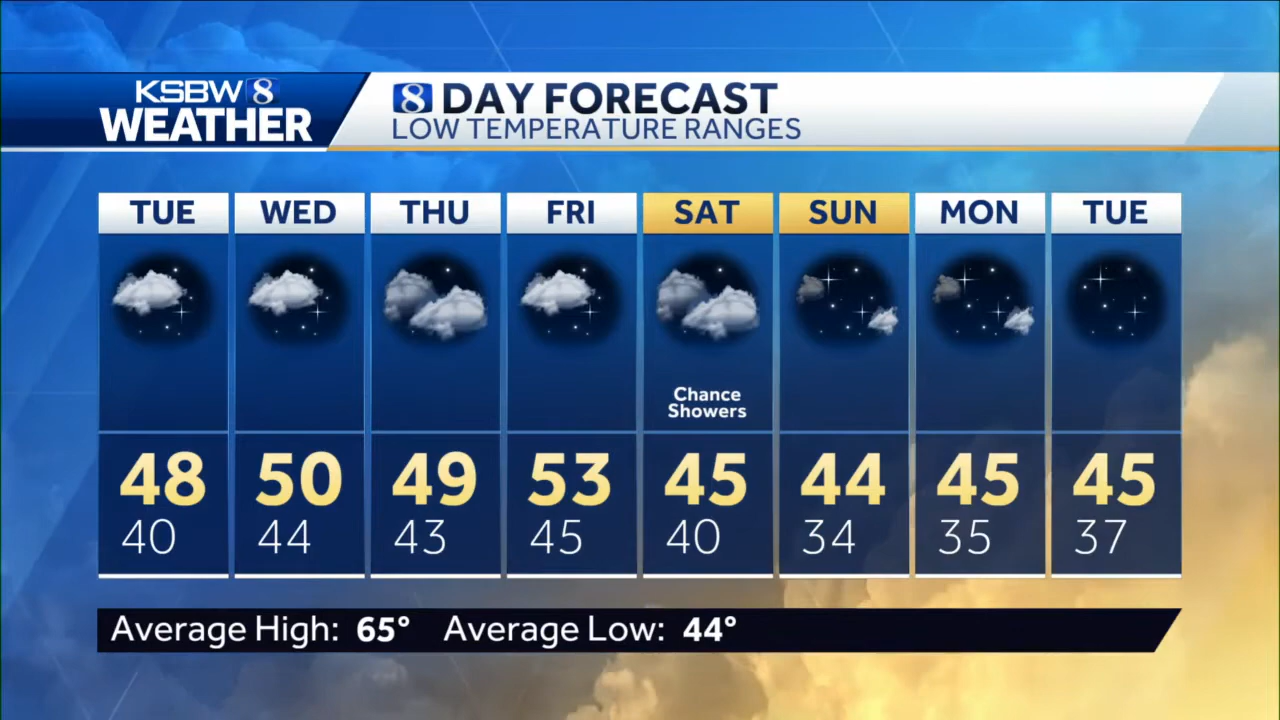 KSBW 8
WEATHER
8 DAY FORECAST
LOW TEMPERATURE RANGES
TUE WED THU FRI SAT SUN MON TUE
Chance
Showers
48 50 49 53 45 44 45 45
40 44 43 45 40 34 35 37
Average High: 65° Average Low: 44°